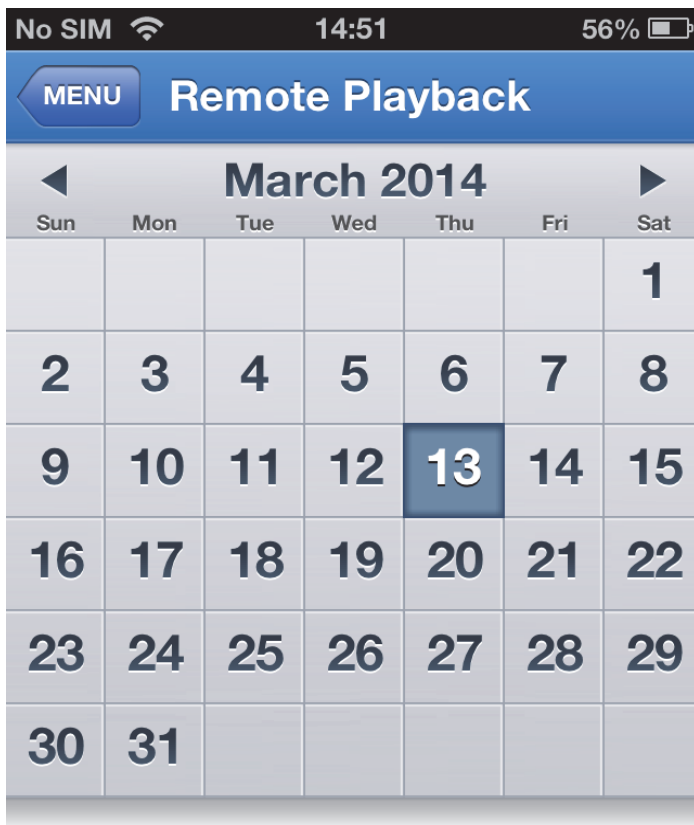 No SIM 14:51 56%
MENU Remote Playback
March 2014
Sun Mon Tue Wed Thu Fri Sat
1
2 3 4 5 6 7 8
9 10 11 12 13 14 15
16 17 18 19 20 21 22
23 24 25 26 27 28 29
30 31